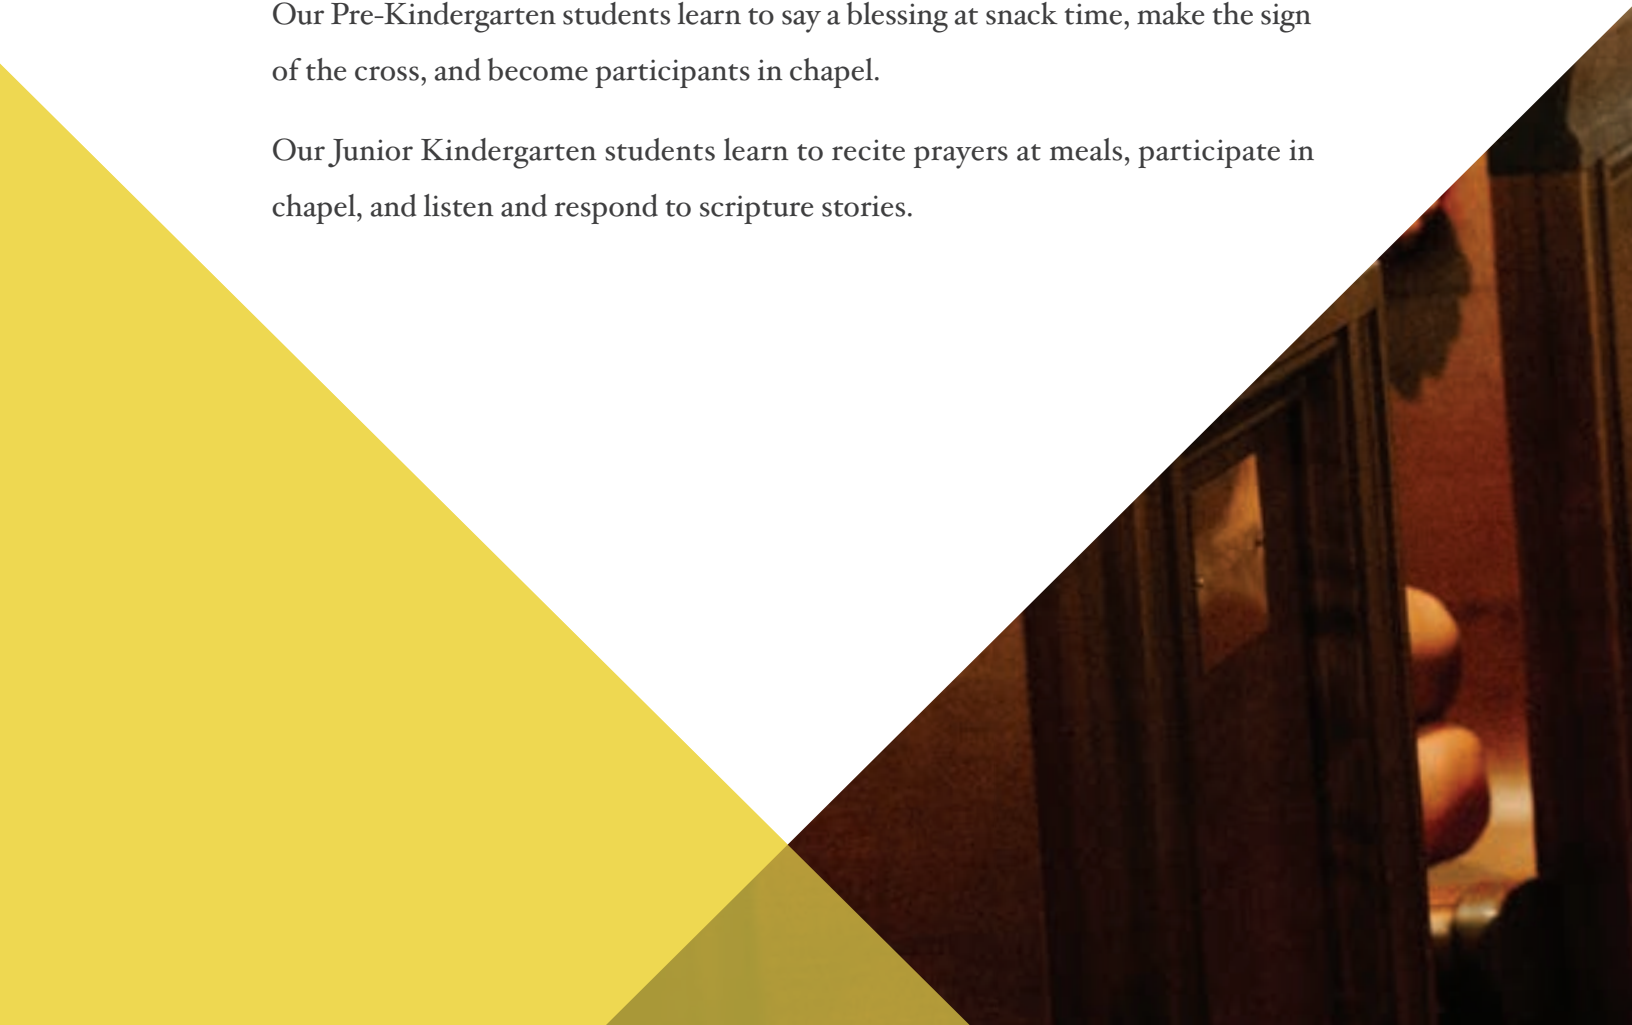 Our Pre-Kindergarten students learn to say a blessing at snack time, make the sign
of the cross, and become participants in chapel.
Our Junior Kindergarten students learn to recite prayers at meals, participate in
chapel, and listen and respond to scripture stories.